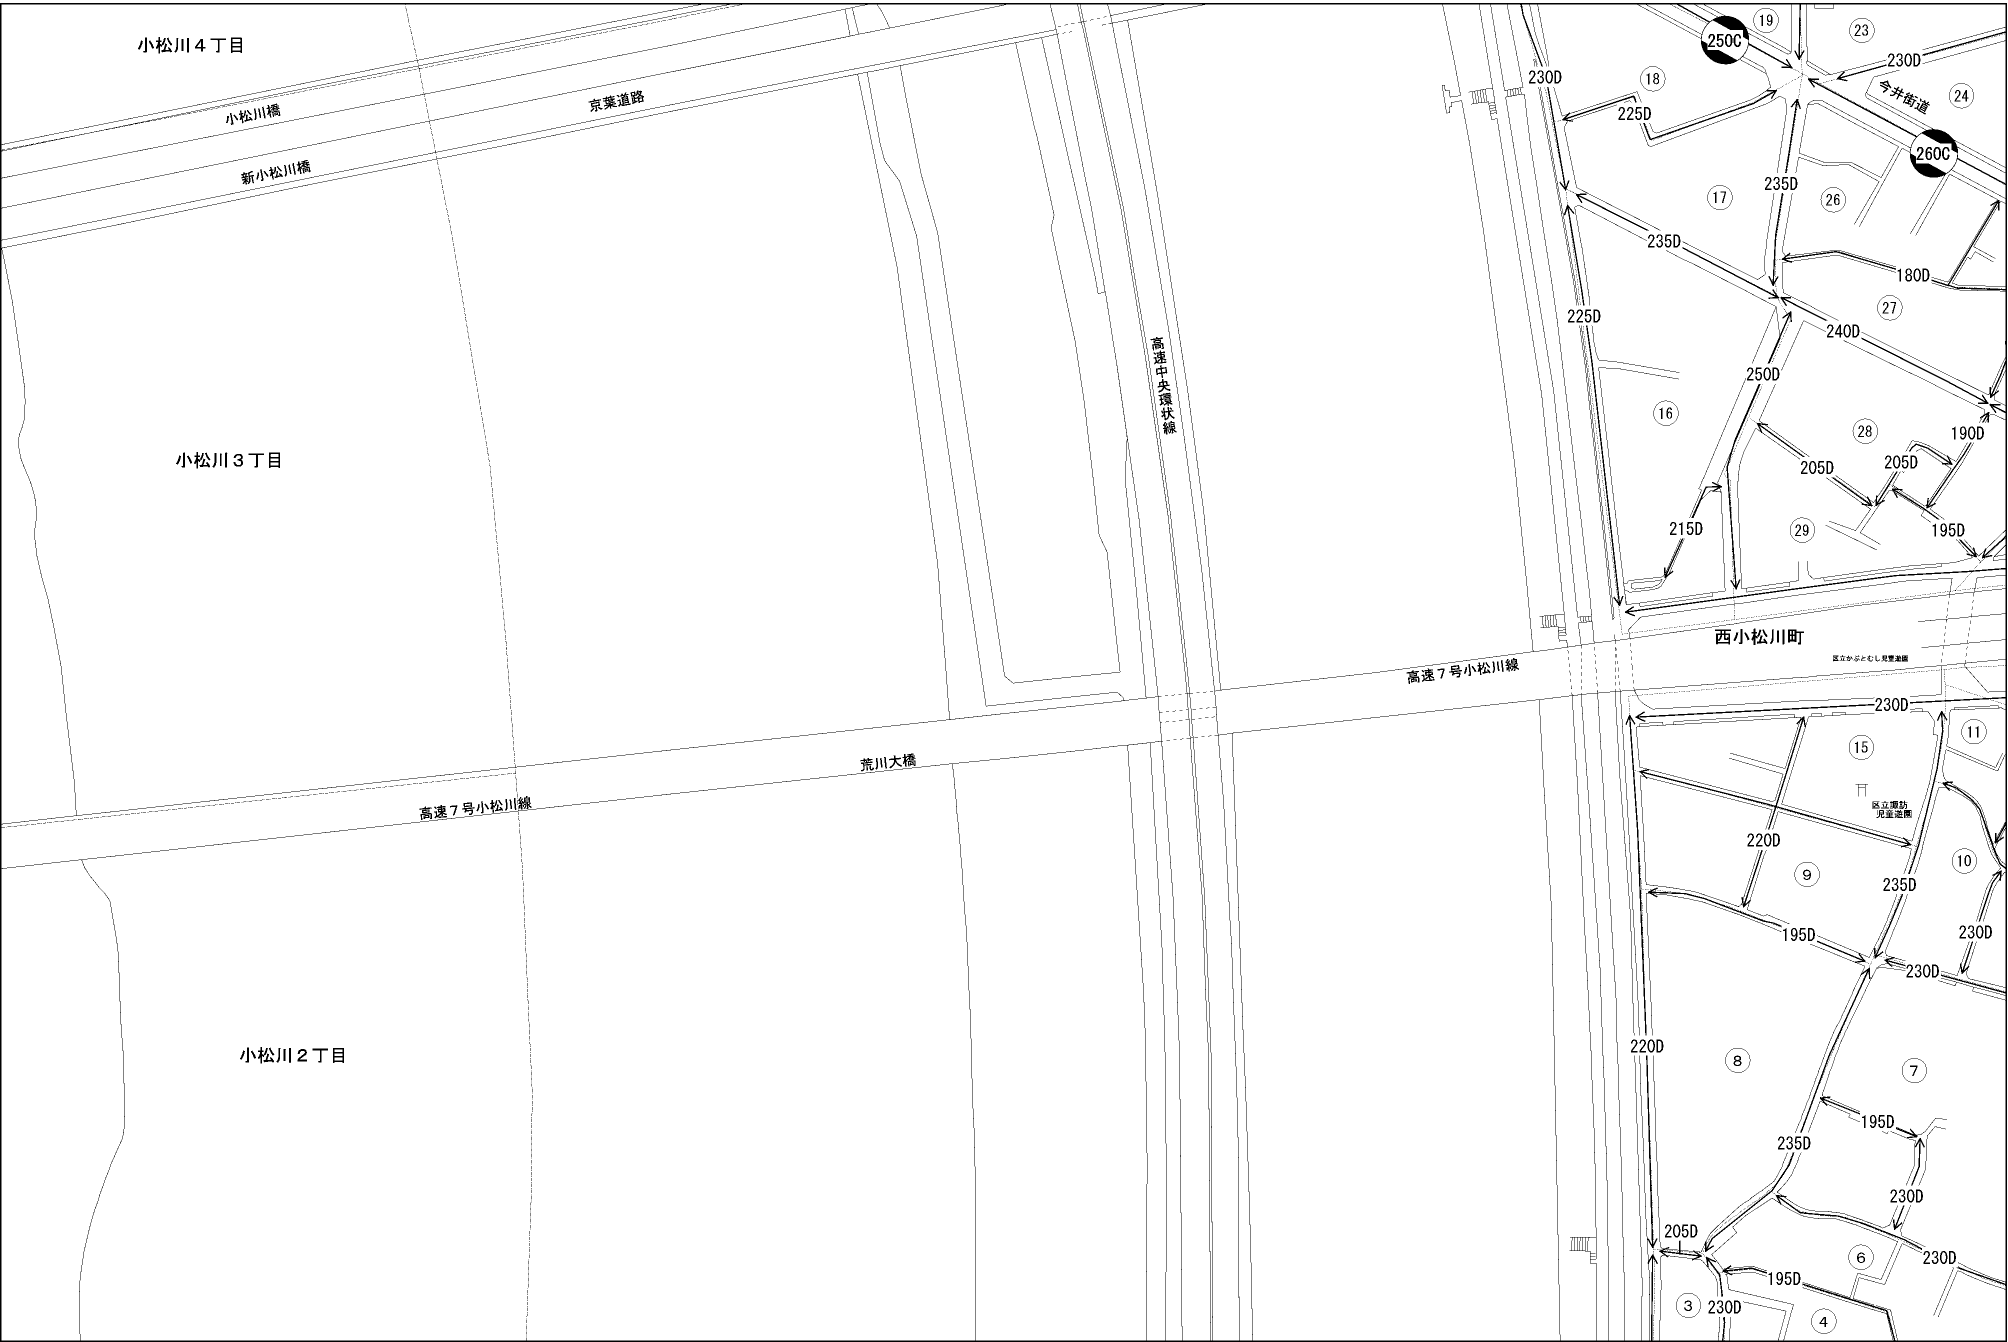 小松川４丁目
小松川橋
京葉道路
新小松川橋
高速中央環状線
小松川３丁目
高速７号小松川線
荒川大橋
高速７号小松川線
小松川２丁目
250C
19
23
230D
230D
18
225D
今井街道
24
260C
17
235D
26
235D
180D
225D
27
240D
250D
16
28
190D
205D
205D
215D
29
195D
西小松川町
区立かぶとむし児童遊園
230D
11
15
区立諏訪
児童遊園
220D
9
10
235D
195D
230D
230D
220D
8
7
195D
235D
230D
205D
6
230D
195D
3
230D
4